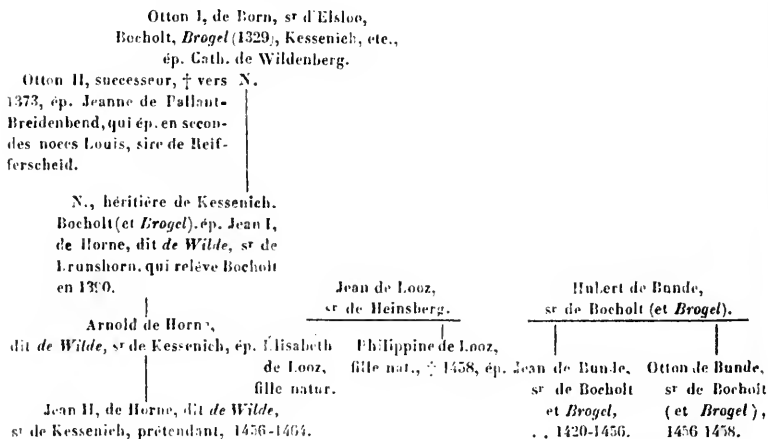 Otton I, de Born, sr d'Elsloo,
Bocholt, Brogel (1329), Kessenich, etc.,
ép. Cath. de Wildenberg.
Otton II, successeur, † vers N.
1373, ép. Jeanne de Pallant-
Breidenbend, qui ép. en secon-
des noces Louis, sire de Reif-
ferscheid.
N., héritière de Kessenich.
Bocholt (et Brogel). ép. Jean I,
de Horne, dit de Wilde, sr de
Brunshorn, qui relève Bocholt
en 1390.
Jean de Looz,
sr de Heinsberg.
Hubert de Bunde,
sr de Bocholt (et Brogel).
Arnold de Horne,
dit de Wilde, sr de Kessenich, ép. Élisabeth
de Looz,
fille natur.
Philippine de Looz,
fille nat., † 1458, ép. Jean de Bunde,
sr de Bocholt
et Brogel,
. . 1420-1456.
Otton de Bunde,
sr de Bocholt
(et Brogel),
1456 1458.
Jean II, de Horne, dit de Wilde,
sr de Kessenich, prétendant, 1456-1464.